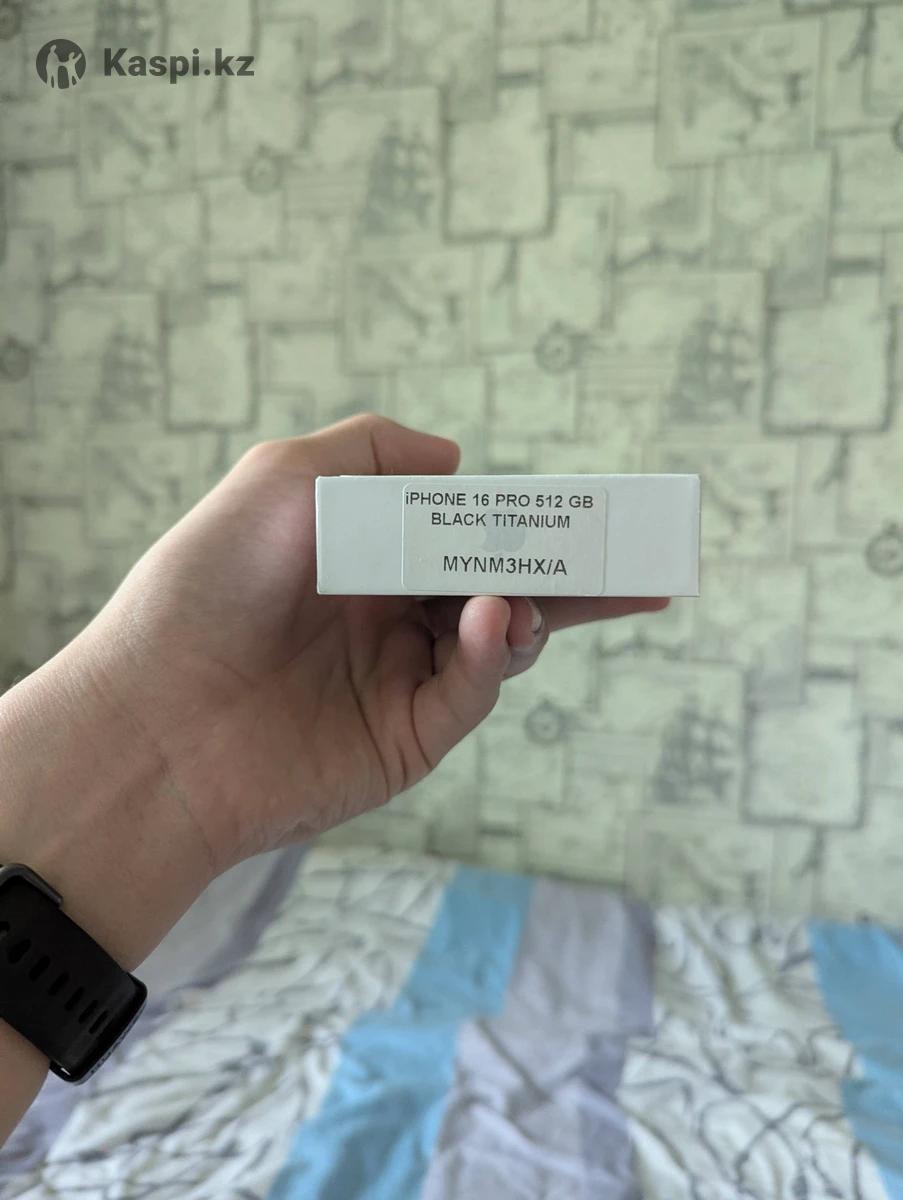 Kaspi.kz
iPHONE 16 PRO 512 GB
BLACK TITANIUM
MYNM3HX/A